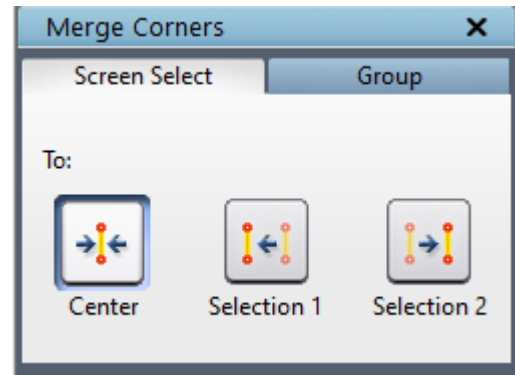 Merge Corners
Screen Select Group
To:
Center Selection 1 Selection 2